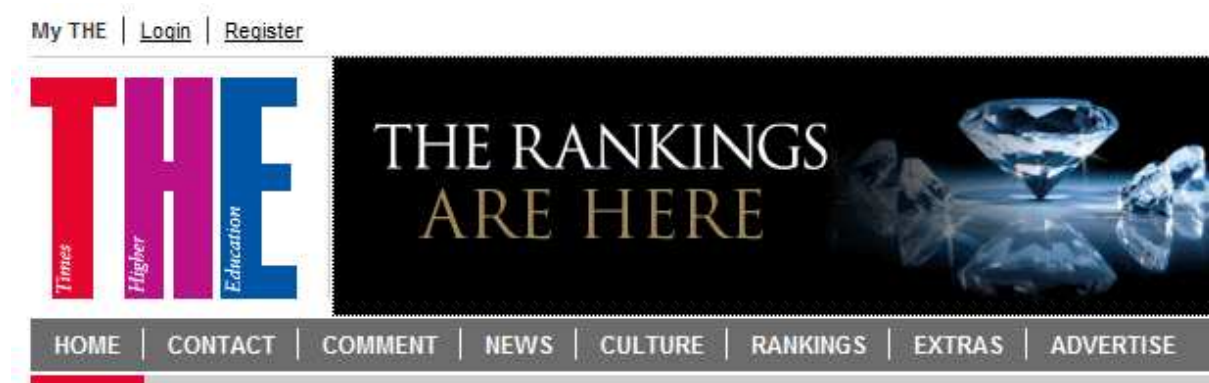 My THE | Login | Register
THE
Times Higher Education
THE RANKINGS
ARE HERE
HOME | CONTACT | COMMENT | NEWS | CULTURE | RANKINGS | EXTRAS | ADVERTISE